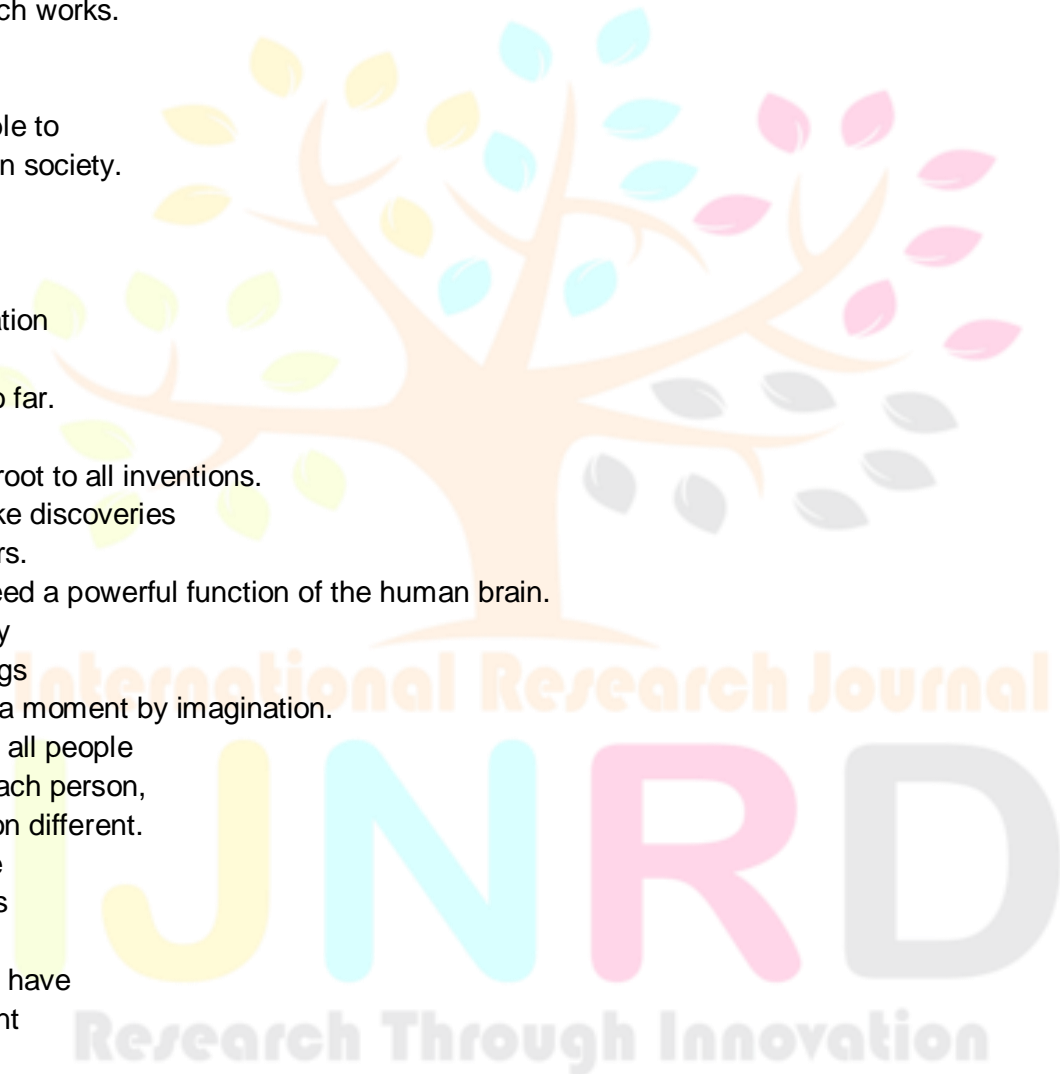 ch works.
ple to
n society.
ation
o far.
root to all inventions.
ke discoveries
rs.
eed a powerful function of the human brain.
y
International Research Journal
gs
a moment by imagination.
all people
ach person,
on different.
e
s
IJNRD
have
nt
Research Through Innovation